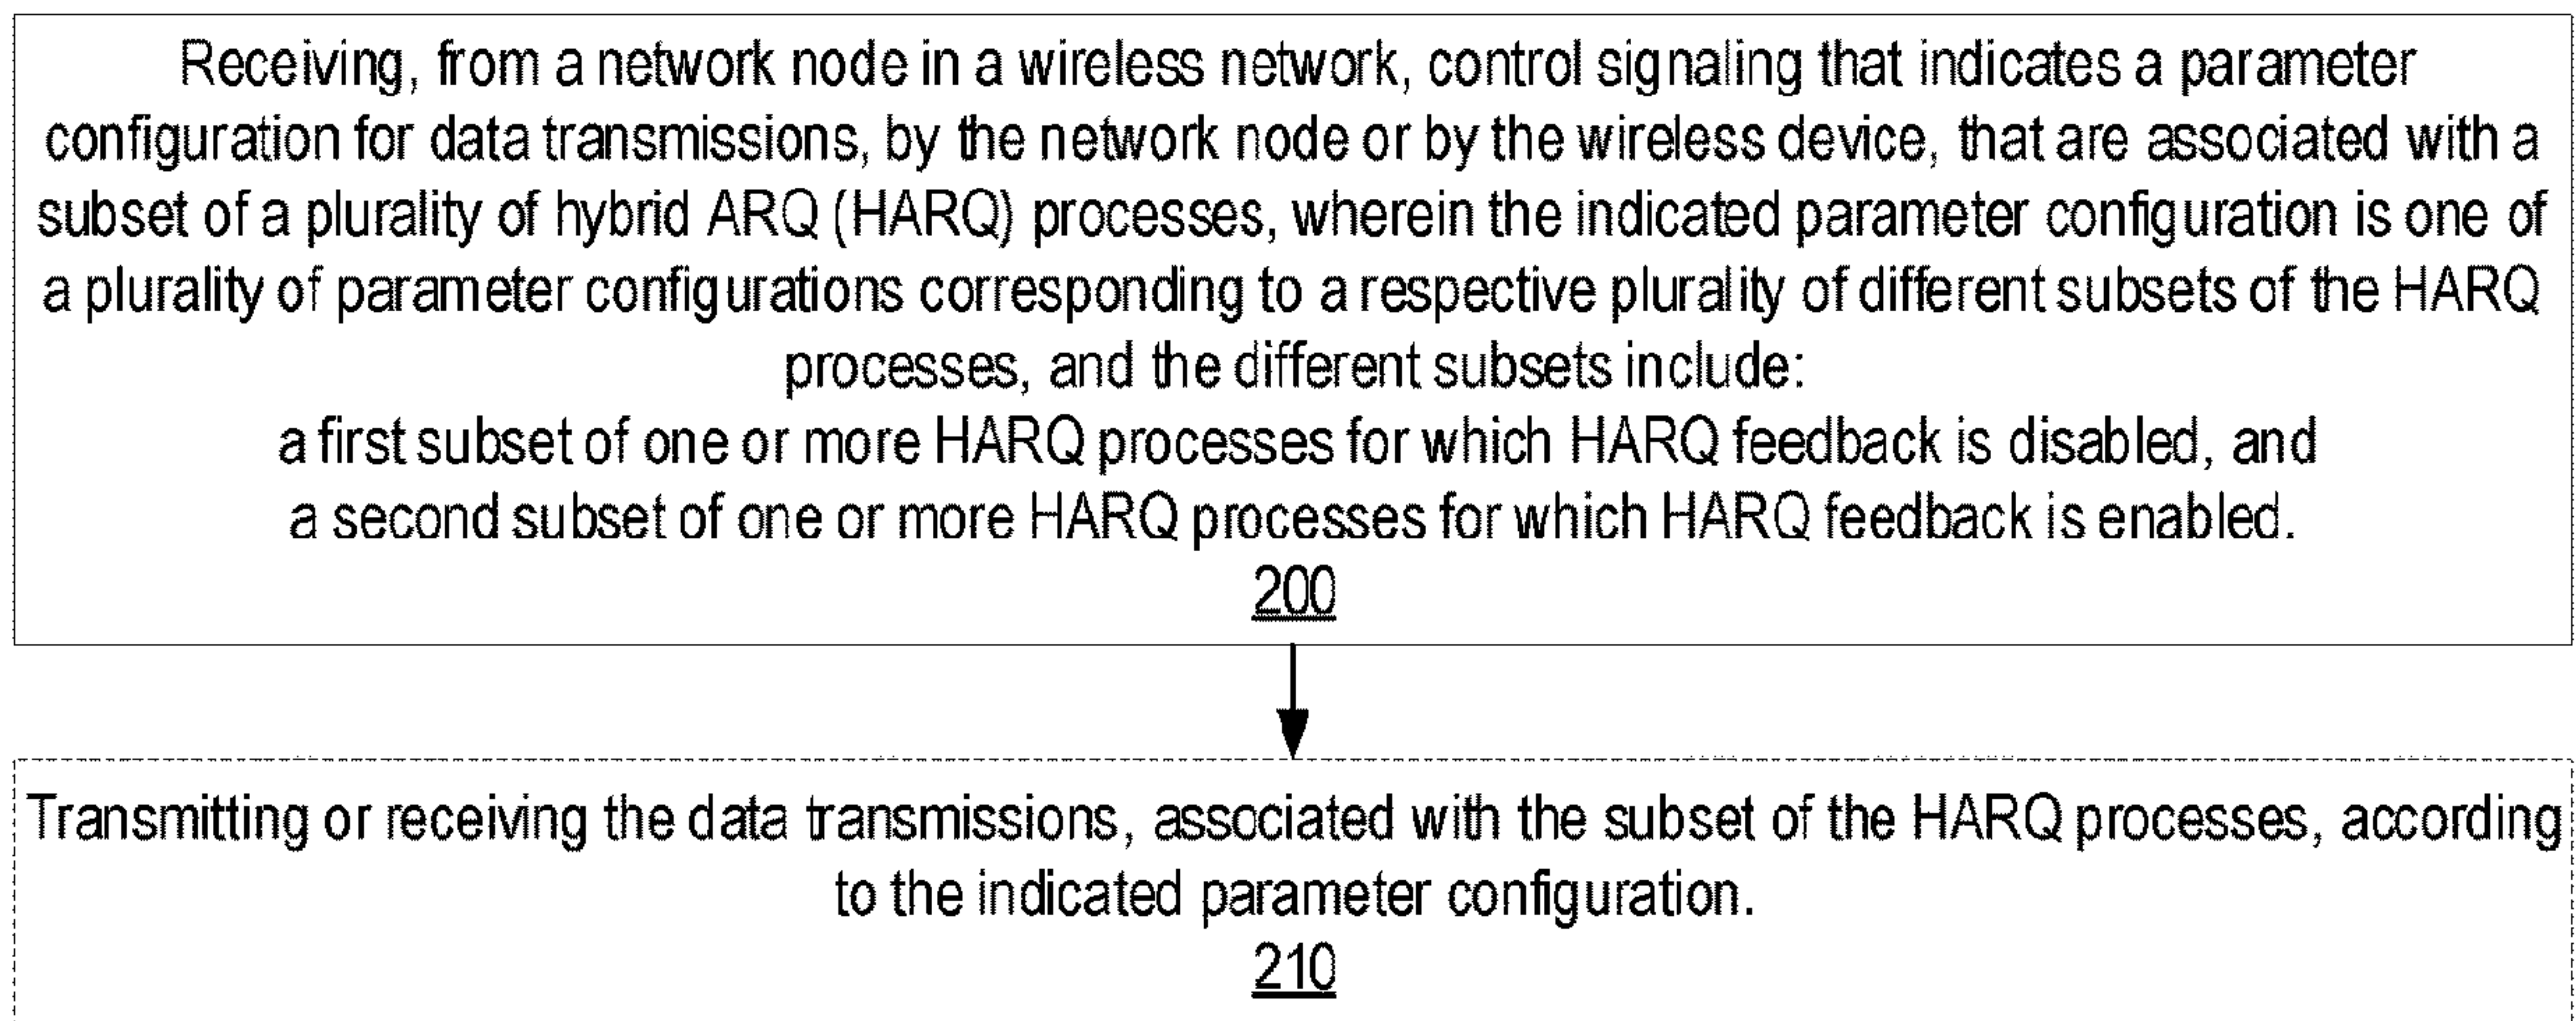 Receiving, from a network node in a wireless network, control signaling that indicates a parameter
configuration for data transmissions, by the network node or by the wireless device, that are associated with a
subset of a plurality of hybrid ARQ (HARQ) processes, wherein the indicated parameter configuration is one of
a plurality of parameter configurations corresponding to a respective plurality of different subsets of the HARQ
processes, and the different subsets include:
a first subset of one or more HARQ processes for which HARQ feedback is disabled, and
a second subset of one or more HARQ processes for which HARQ feedback is enabled.
200
Transmitting or receiving the data transmissions, associated with the subset of the HARQ processes, according
to the indicated parameter configuration.
210